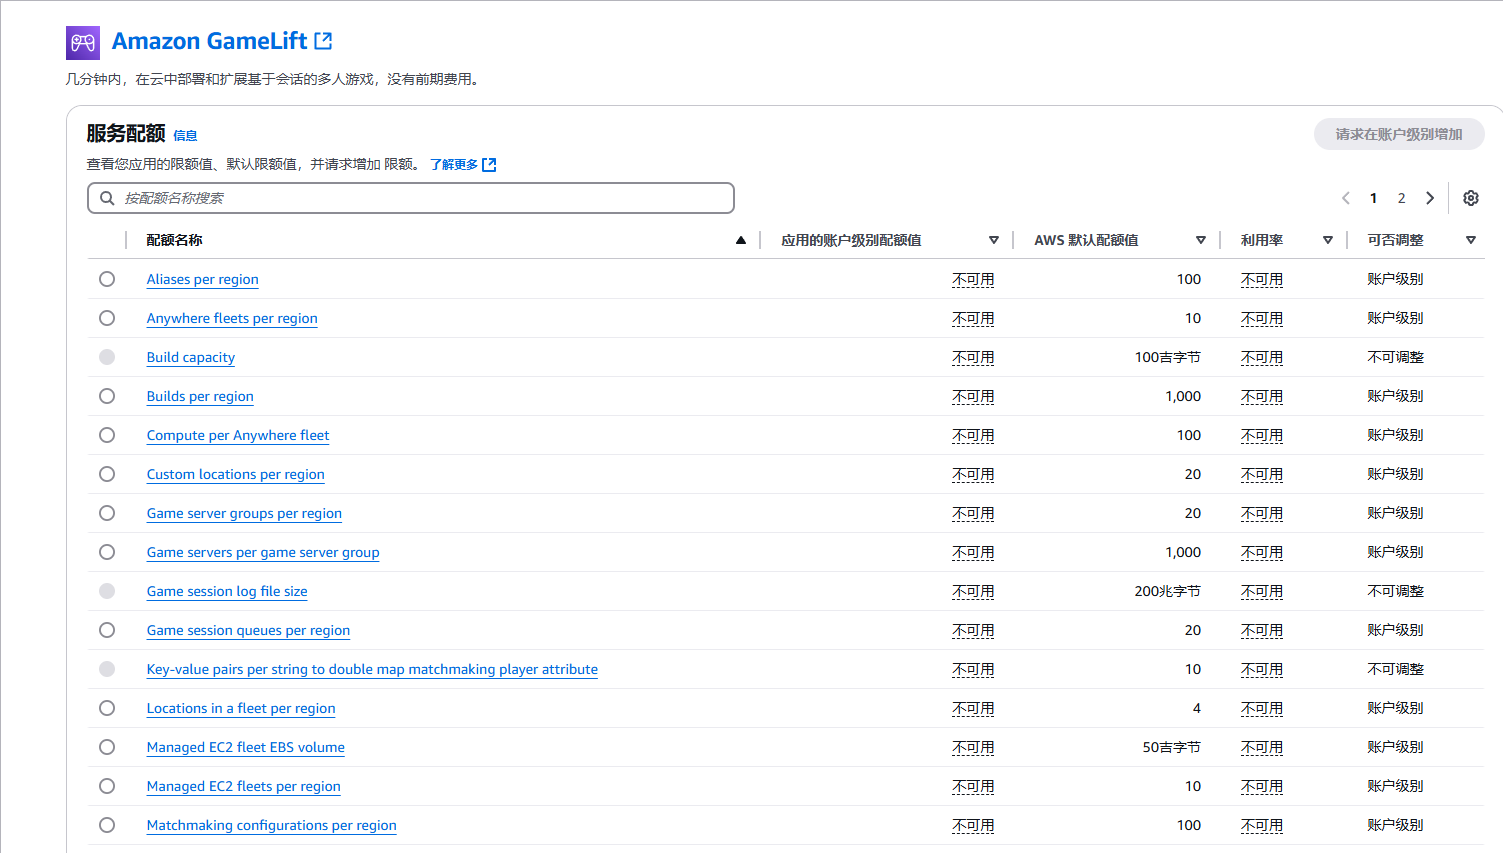 Amazon GameLift
几分钟内，在云中部署和扩展基于会话的多人游戏，没有前期费用。
服务配额 信息
请求在账户级别增加
查看您应用的限额值、默认限额值，并请求增加 限额。 了解更多
按配额名称搜索
1 2
配额名称 应用的账户级别配额值 AWS 默认配额值 利用率 可否调整
Aliases per region 不可用 100 不可用 账户级别
Anywhere fleets per region 不可用 10 不可用 账户级别
Build capacity 不可用 100吉字节 不可用 不可调整
Builds per region 不可用 1,000 不可用 账户级别
Compute per Anywhere fleet 不可用 100 不可用 账户级别
Custom locations per region 不可用 20 不可用 账户级别
Game server groups per region 不可用 20 不可用 账户级别
Game servers per game server group 不可用 1,000 不可用 账户级别
Game session log file size 不可用 200兆字节 不可用 不可调整
Game session queues per region 不可用 20 不可用 账户级别
Key-value pairs per string to double map matchmaking player attribute 不可用 10 不可用 不可调整
Locations in a fleet per region 不可用 4 不可用 账户级别
Managed EC2 fleet EBS volume 不可用 50吉字节 不可用 账户级别
Managed EC2 fleets per region 不可用 10 不可用 账户级别
Matchmaking configurations per region 不可用 100 不可用 账户级别